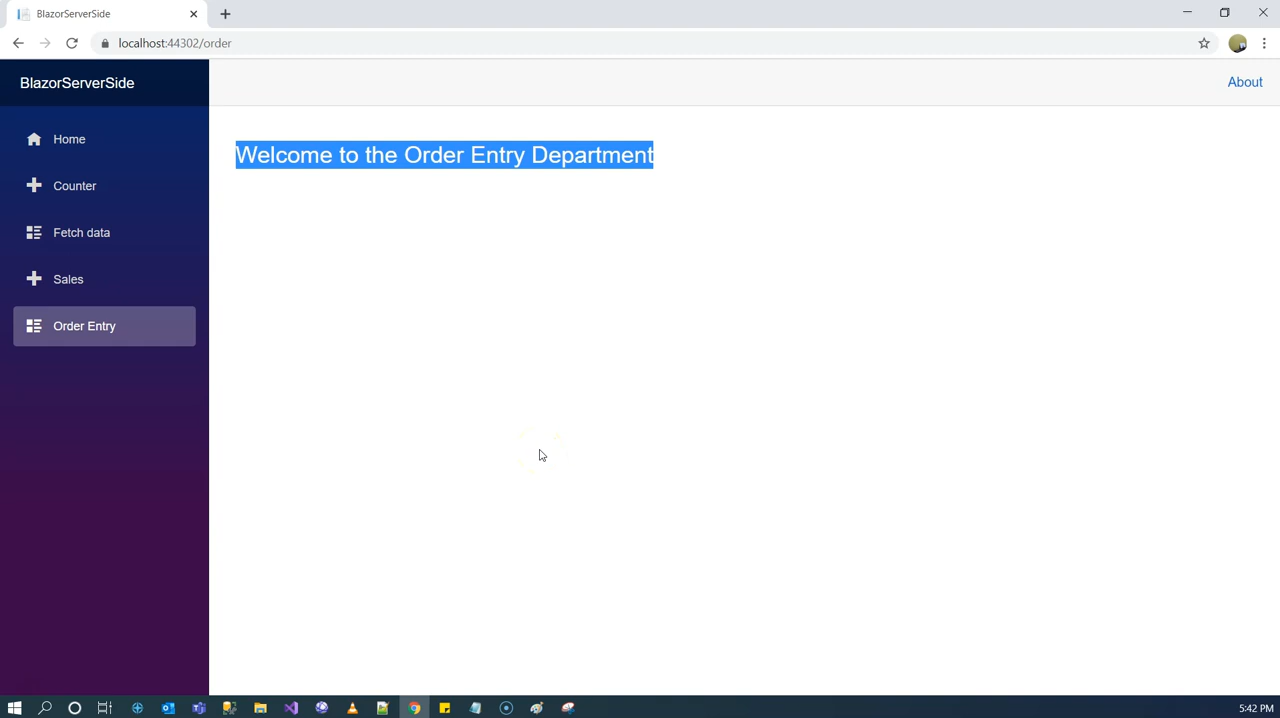 BlazorServerSide
localhost:44302/order
BlazorServerSide
About
Home
Counter
Fetch data
Sales
Order Entry
Welcome to the Order Entry Department
5:42 PM